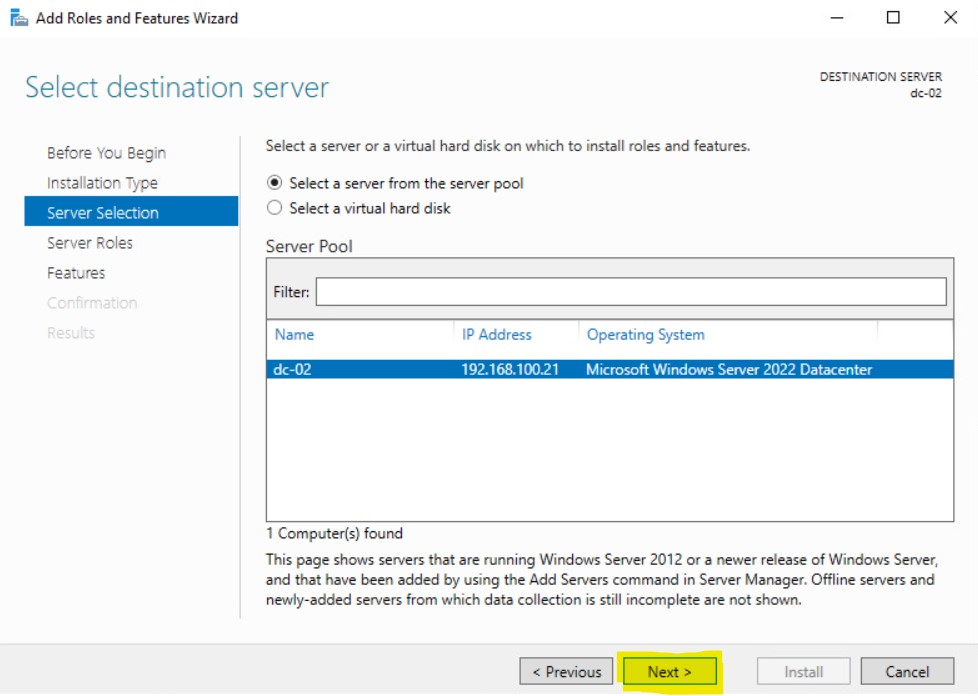 Add Roles and Features Wizard
Select destination server
DESTINATION SERVER
dc-02
Before You Begin
Installation Type
Server Selection
Server Roles
Features
Confirmation
Results
Select a server or a virtual hard disk on which to install roles and features.
Select a server from the server pool
Select a virtual hard disk
Server Pool
Filter:
Name IP Address Operating System
dc-02 192.168.100.21 Microsoft Windows Server 2022 Datacenter
1 Computer(s) found
This page shows servers that are running Windows Server 2012 or a newer release of Windows Server,
and that have been added by using the Add Servers command in Server Manager. Offline servers and
newly-added servers from which data collection is still incomplete are not shown.
< Previous Next > Install Cancel